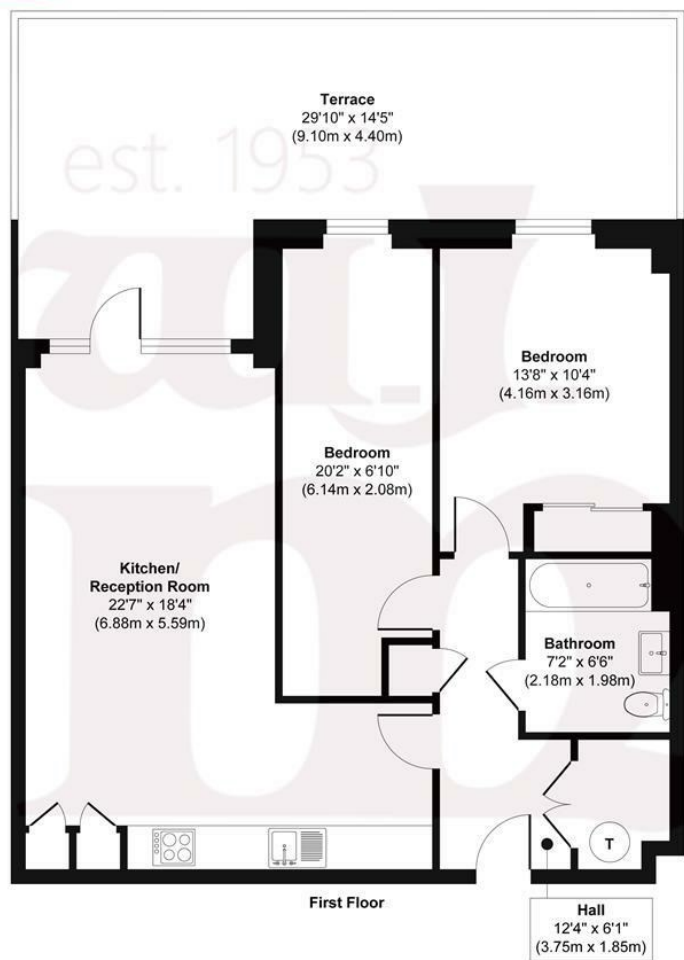 Terrace
29'10" x 14'5"
(9.10m x 4.40m)
est. 1953
Bedroom
13'8" x 10'4"
(4.16m x 3.16m)
Bedroom
20'2" x 6'10"
(6.14m x 2.08m)
Kitchen/
Reception Room
22'7" x 18'4"
(6.88m x 5.59m)
Bathroom
7'2" x 6'6"
(2.18m x 1.98m)
T
First Floor
Hall
12'4" x 6'1"
(3.75m x 1.85m)